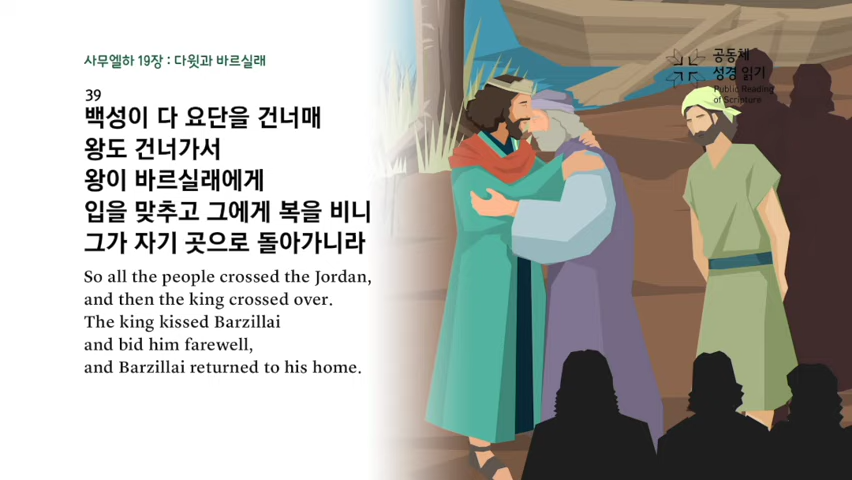 사무엘하 19장 : 다윗과 바르실래
39
백성이 다 요단을 건너매
왕도 건너가서
왕이 바르실래에게
입을 맞추고 그에게 복을 비니
그가 자기 곳으로 돌아가니라
So all the people crossed the Jordan,
and then the king crossed over.
The king kissed Barzillai
and bid him farewell,
and Barzillai returned to his home.
공동체
성경 읽기
Public Reading
of Scripture